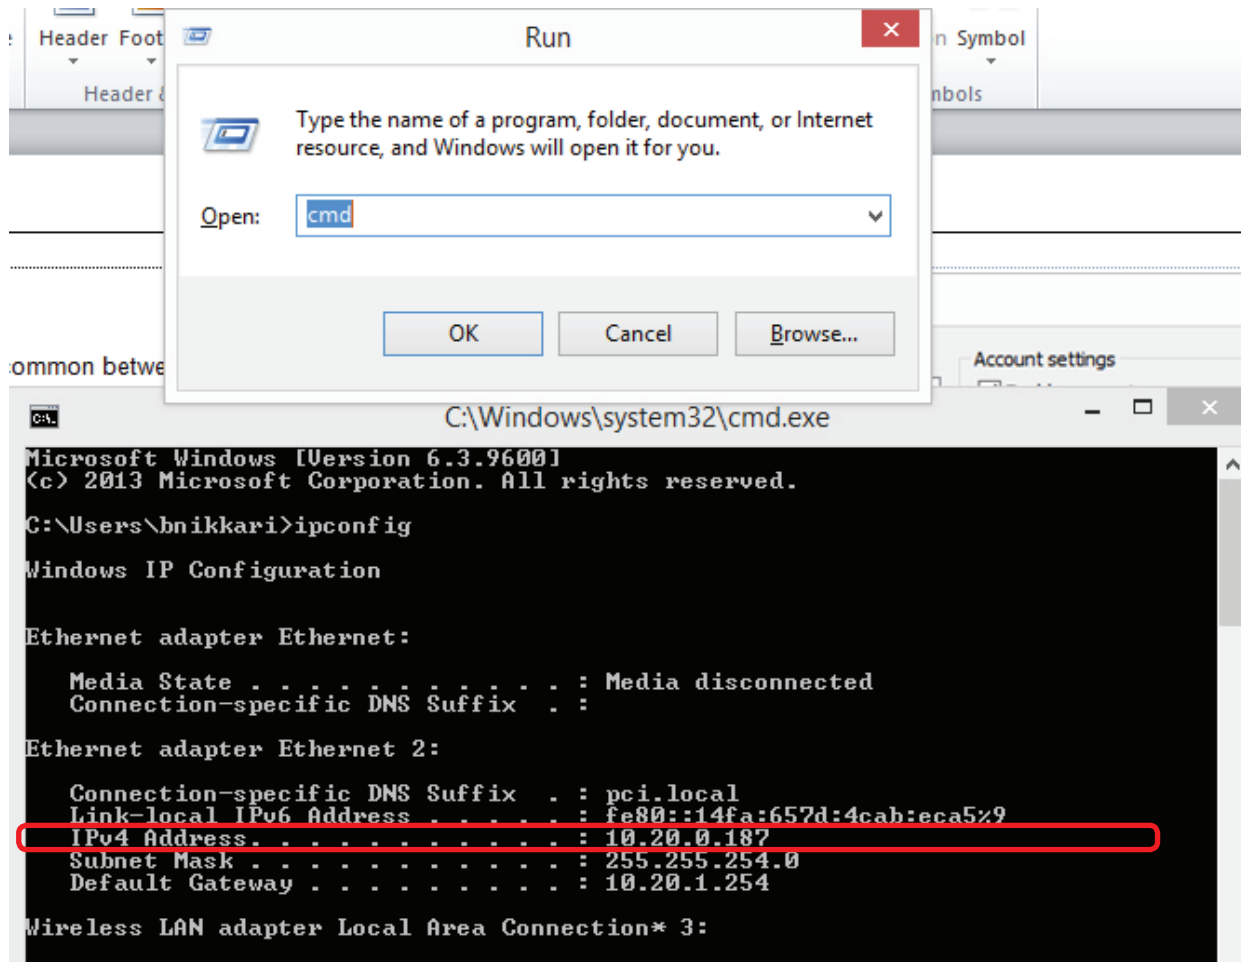 Header Foot
Header &
Run
n Symbol
mbols
Type the name of a program, folder, document, or Internet
resource, and Windows will open it for you.
Open: cmd
OK Cancel Browse...
ommon betwe
Account settings
C:\Windows\system32\cmd.exe
Microsoft Windows [Version 6.3.9600]
(c) 2013 Microsoft Corporation. All rights reserved.
C:\Users\bnikkari>ipconfig
Windows IP Configuration
Ethernet adapter Ethernet:
Media State . . . . . . . . . . . : Media disconnected
Connection-specific DNS Suffix . :
Ethernet adapter Ethernet 2:
Connection-specific DNS Suffix . : pci.local
Link-local IPv6 Address . . . . . : fe80::14fa:657d:4cab:eca5%9
IPv4 Address. . . . . . . . . . . : 10.20.0.187
Subnet Mask . . . . . . . . . . . : 255.255.254.0
Default Gateway . . . . . . . . . : 10.20.1.254
Wireless LAN adapter Local Area Connection* 3: